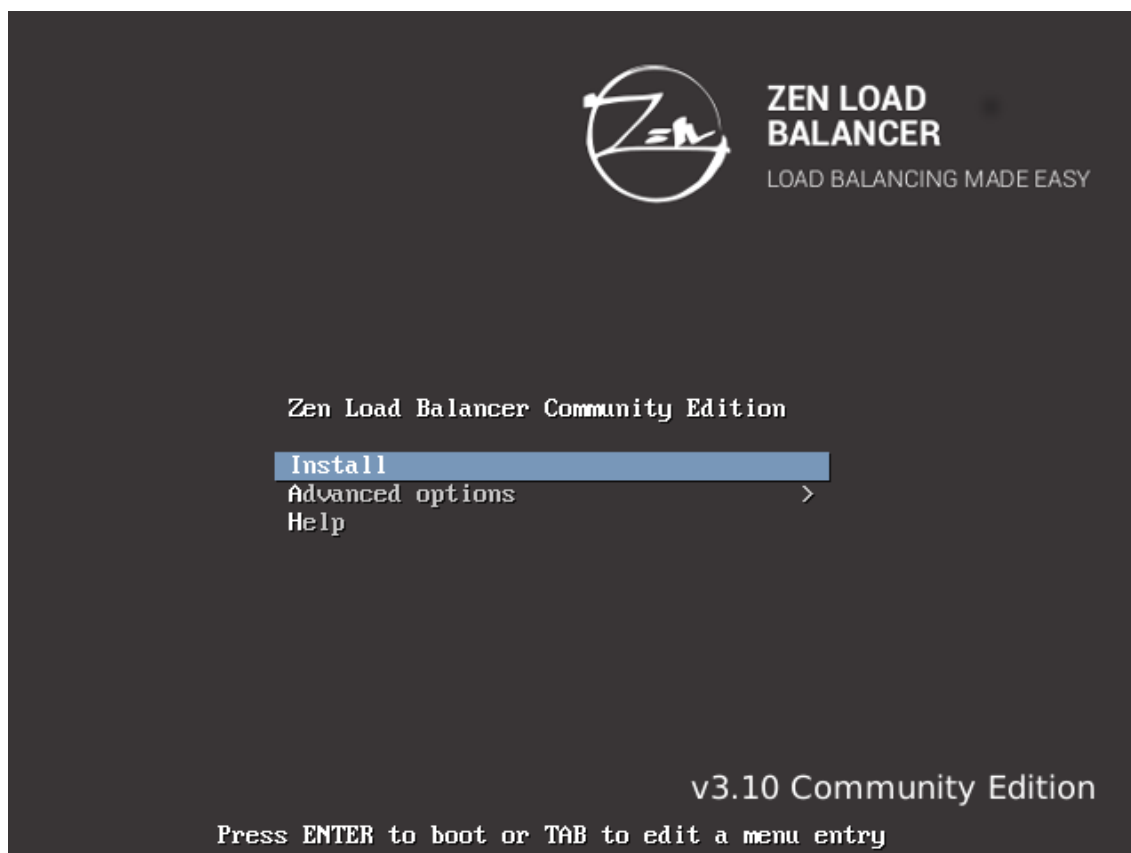 Zen
ZEN LOAD
BALANCER
LOAD BALANCING MADE EASY
Zen Load Balancer Community Edition
Install
Advanced options >
Help
v3.10 Community Edition
Press ENTER to boot or TAB to edit a menu entry